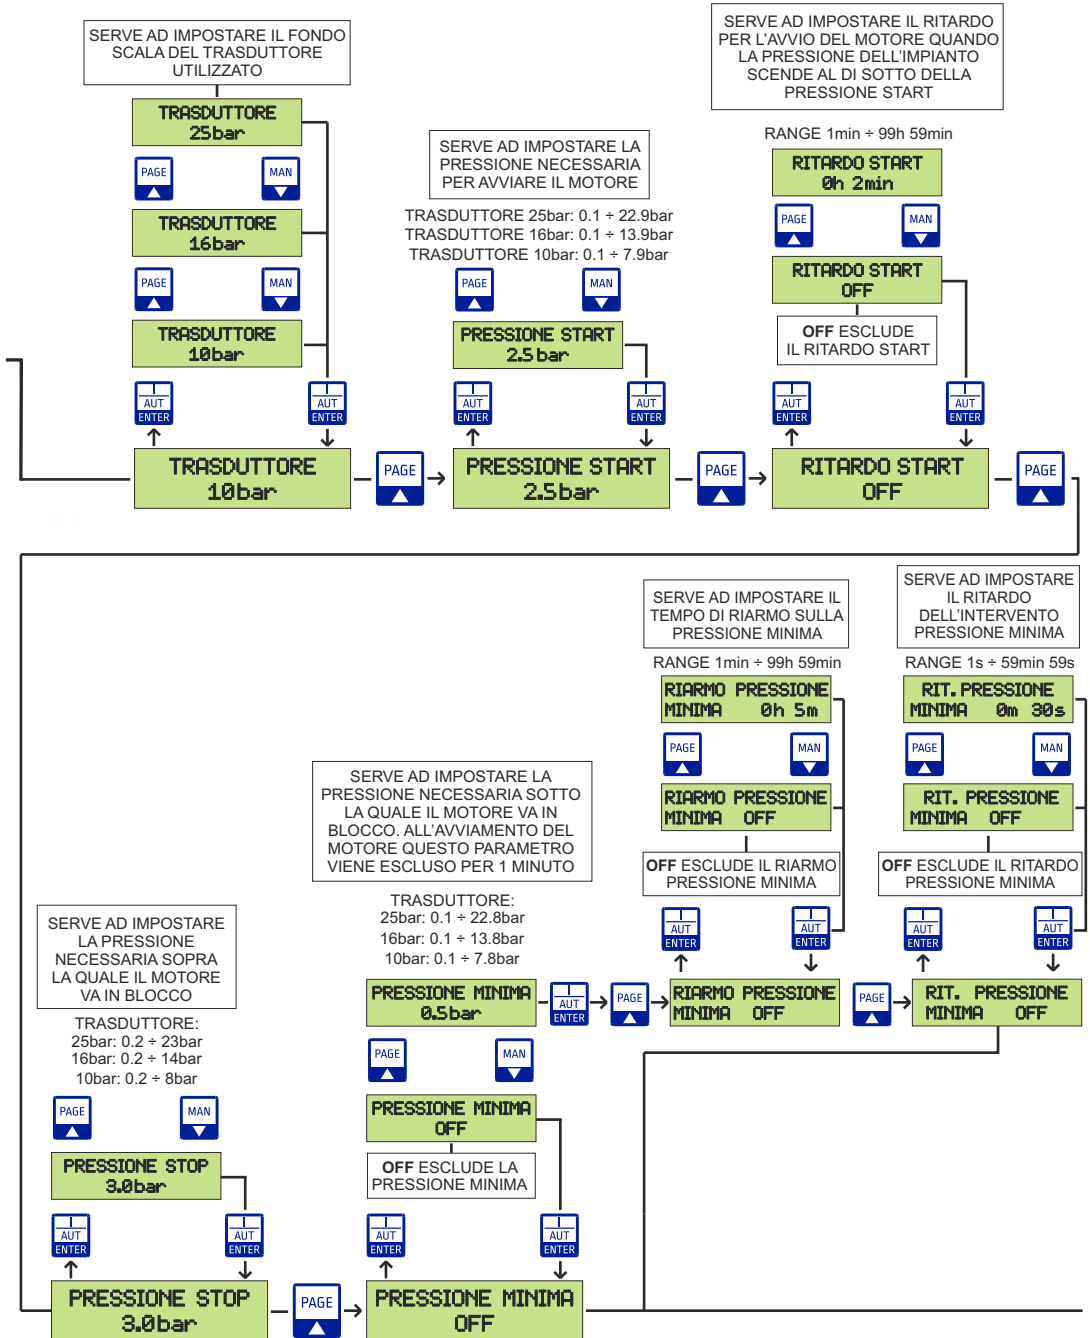 SERVE AD IMPOSTARE IL FONDO
SCALA DEL TRASDUTTORE
UTILIZZATO
TRASDUTTORE
25bar
PAGE
MAN
TRASDUTTORE
16bar
PAGE
MAN
TRASDUTTORE
10bar
AUT
ENTER
AUT
ENTER
TRASDUTTORE
10bar
PAGE
SERVE AD IMPOSTARE LA
PRESSIONE NECESSARIA
PER AVVIARE IL MOTORE
TRASDUTTORE 25bar: 0.1 ÷ 22.9bar
TRASDUTTORE 16bar: 0.1 ÷ 13.9bar
TRASDUTTORE 10bar: 0.1 ÷ 7.9bar
PAGE
MAN
PRESSIONE START
2.5bar
AUT
ENTER
AUT
ENTER
PRESSIONE START
2.5bar
PAGE
SERVE AD IMPOSTARE IL RITARDO
PER L'AVVIO DEL MOTORE QUANDO
LA PRESSIONE DELL'IMPIANTO
SCENDE AL DI SOTTO DELLA
PRESSIONE START
RANGE 1min ÷ 99h 59min
RITARDO START
0h 2min
PAGE
MAN
RITARDO START
OFF
OFF ESCLUDE
IL RITARDO START
AUT
ENTER
AUT
ENTER
RITARDO START
OFF
PAGE
SERVE AD IMPOSTARE
LA PRESSIONE
NECESSARIA SOPRA
LA QUALE IL MOTORE
VA IN BLOCCO
TRASDUTTORE:
25bar: 0.2 ÷ 23bar
16bar: 0.2 ÷ 14bar
10bar: 0.2 ÷ 8bar
PAGE
MAN
PRESSIONE STOP
3.0bar
AUT
ENTER
AUT
ENTER
PRESSIONE STOP
3.0bar
PAGE
SERVE AD IMPOSTARE LA
PRESSIONE NECESSARIA SOTTO
LA QUALE IL MOTORE VA IN
BLOCCO. ALL'AVVIAMENTO DEL
MOTORE QUESTO PARAMETRO
VIENE ESCLUSO PER 1 MINUTO
TRASDUTTORE:
25bar: 0.1 ÷ 22.8bar
16bar: 0.1 ÷ 13.8bar
10bar: 0.1 ÷ 7.8bar
PRESSIONE MINIMA
0.5bar
AUT
ENTER
PAGE
PAGE
MAN
PRESSIONE MINIMA
OFF
OFF ESCLUDE LA
PRESSIONE MINIMA
AUT
ENTER
AUT
ENTER
PRESSIONE MINIMA
OFF
SERVE AD IMPOSTARE IL
TEMPO DI RIARMO SULLA
PRESSIONE MINIMA
RANGE 1min ÷ 99h 59min
RIARMO PRESSIONE
MINIMA 0h 5m
PAGE
MAN
RIARMO PRESSIONE
MINIMA OFF
OFF ESCLUDE IL RIARMO
PRESSIONE MINIMA
AUT
ENTER
AUT
ENTER
RIARMO PRESSIONE
MINIMA OFF
PAGE
SERVE AD IMPOSTARE
IL RITARDO
DELL'INTERVENTO
PRESSIONE MINIMA
RANGE 1s ÷ 59min 59s
RIT. PRESSIONE
MINIMA 0m 30s
PAGE
MAN
RIT. PRESSIONE
MINIMA OFF
OFF ESCLUDE IL RITARDO
PRESSIONE MINIMA
AUT
ENTER
AUT
ENTER
RIT. PRESSIONE
MINIMA OFF